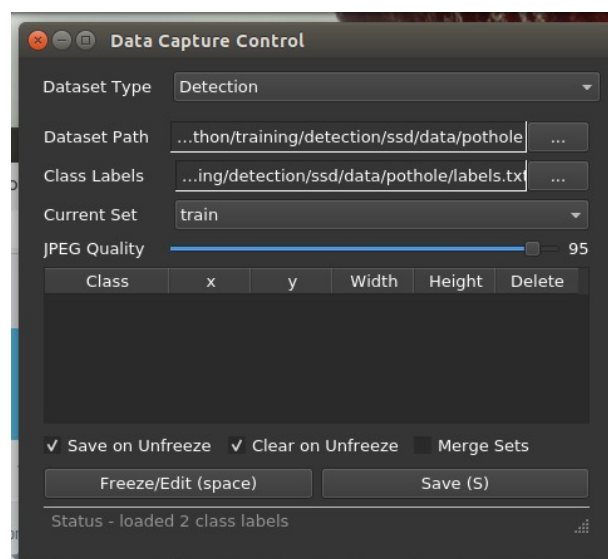 Data Capture Control
Dataset Type Detection
Dataset Path ...thon/training/detection/ssd/data/pothole ...
Class Labels ...ing/detection/ssd/data/pothole/labels.txt ...
Current Set train
JPEG Quality 95
Class x y Width Height Delete
Save on Unfreeze Clear on Unfreeze Merge Sets
Freeze/Edit (space) Save (S)
Status - loaded 2 class labels